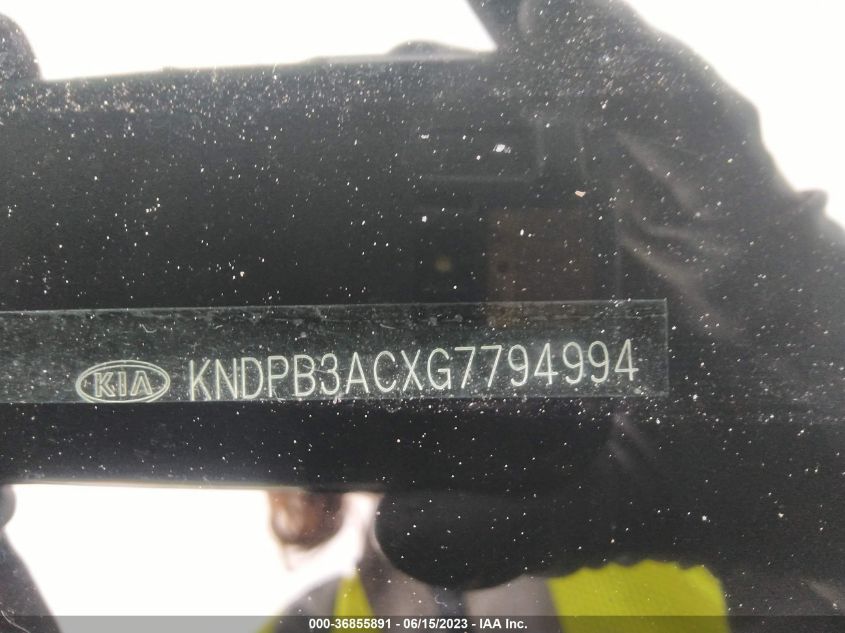 KIA KNDPB3ACXG7794994
000-36855891 - 06/15/2023 - IAA Inc.